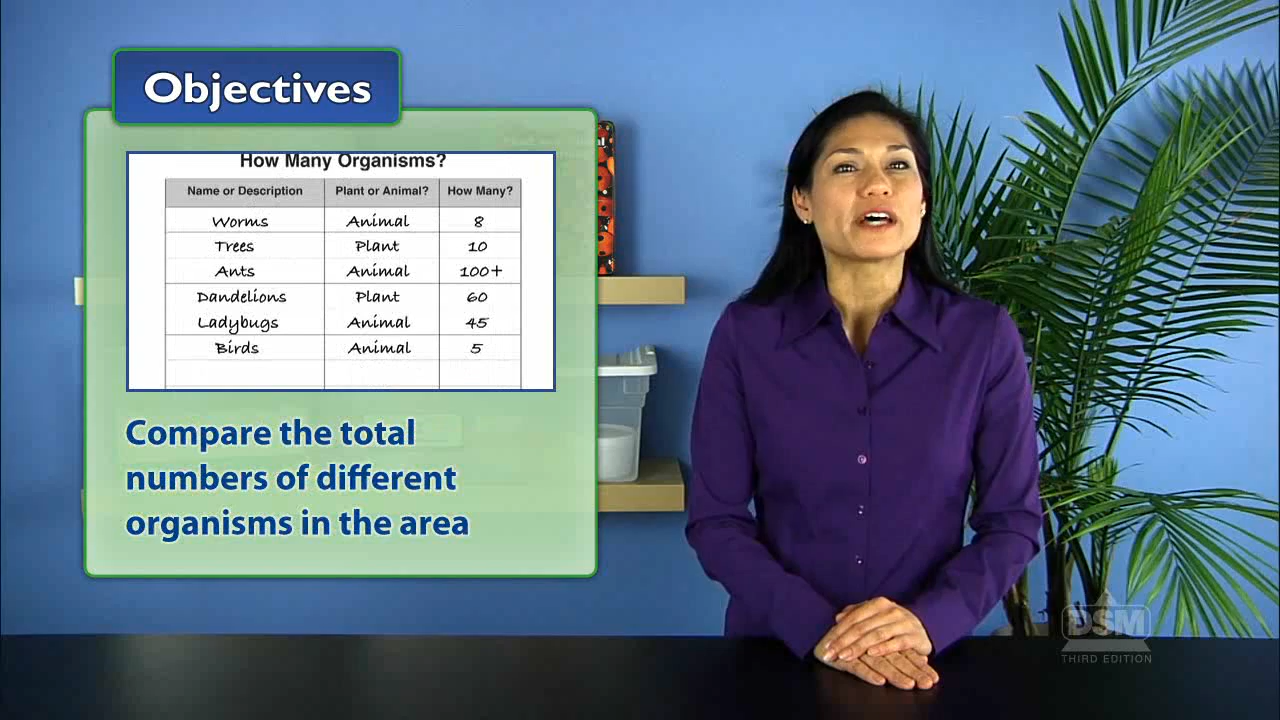 Objectives
How Many Organisms?
Name or Description Plant or Animal? How Many?
Worms Animal 8
Trees Plant 10
Ants Animal 100+
Dandelions Plant 60
Ladybugs Animal 45
Birds Animal 5
Compare the total
numbers of different
organisms in the area
DSM
THIRD EDITION